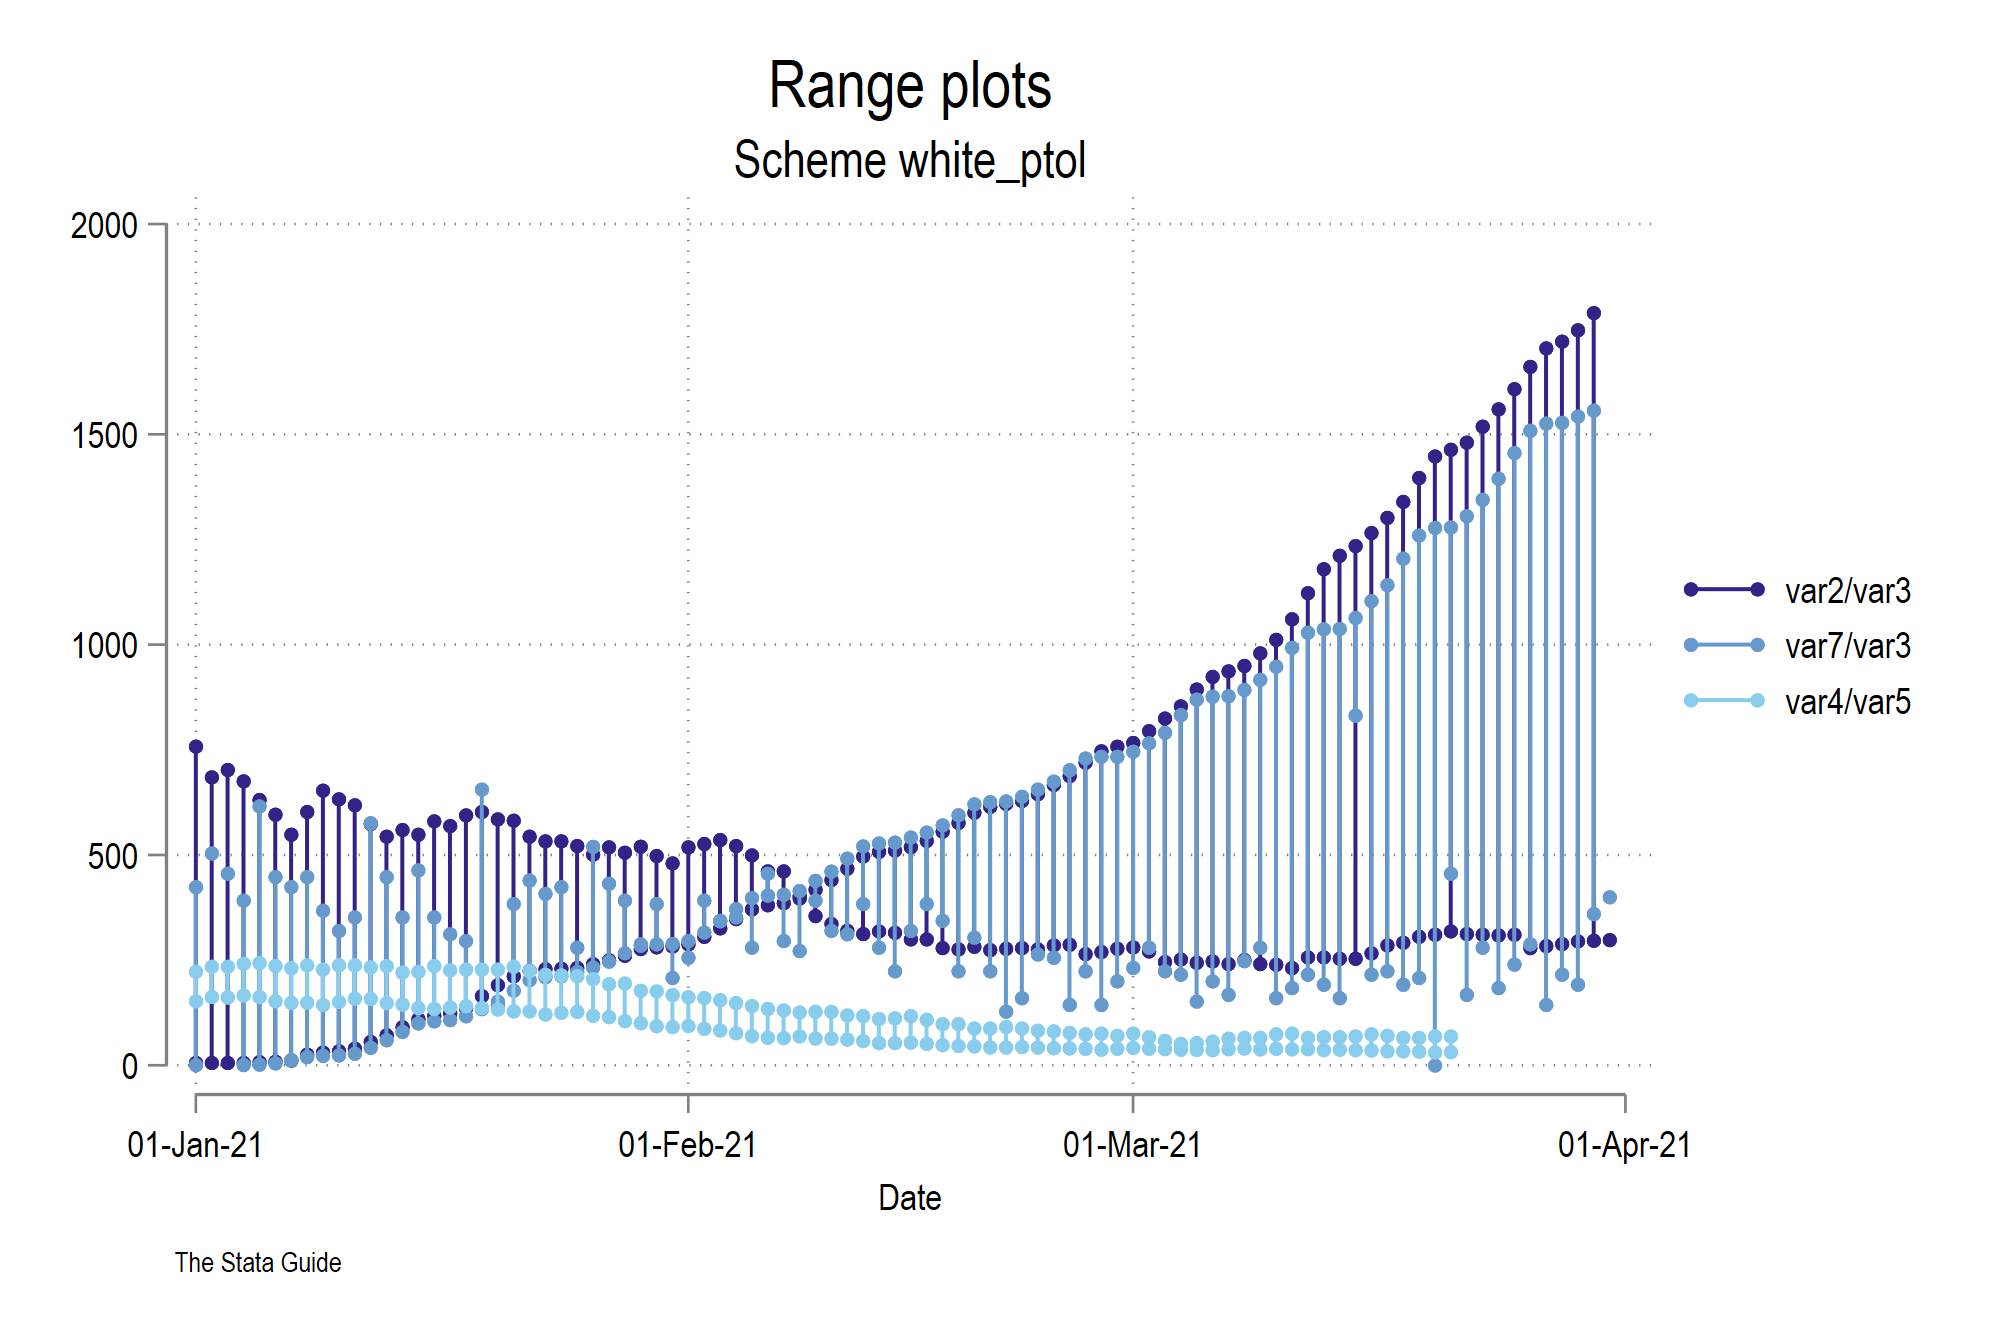 Range plots
Scheme white_ptol
2000
1500
1000
500
0
01-Jan-21
01-Feb-21
01-Mar-21
01-Apr-21
Date
var2/var3
var7/var3
var4/var5
The Stata Guide